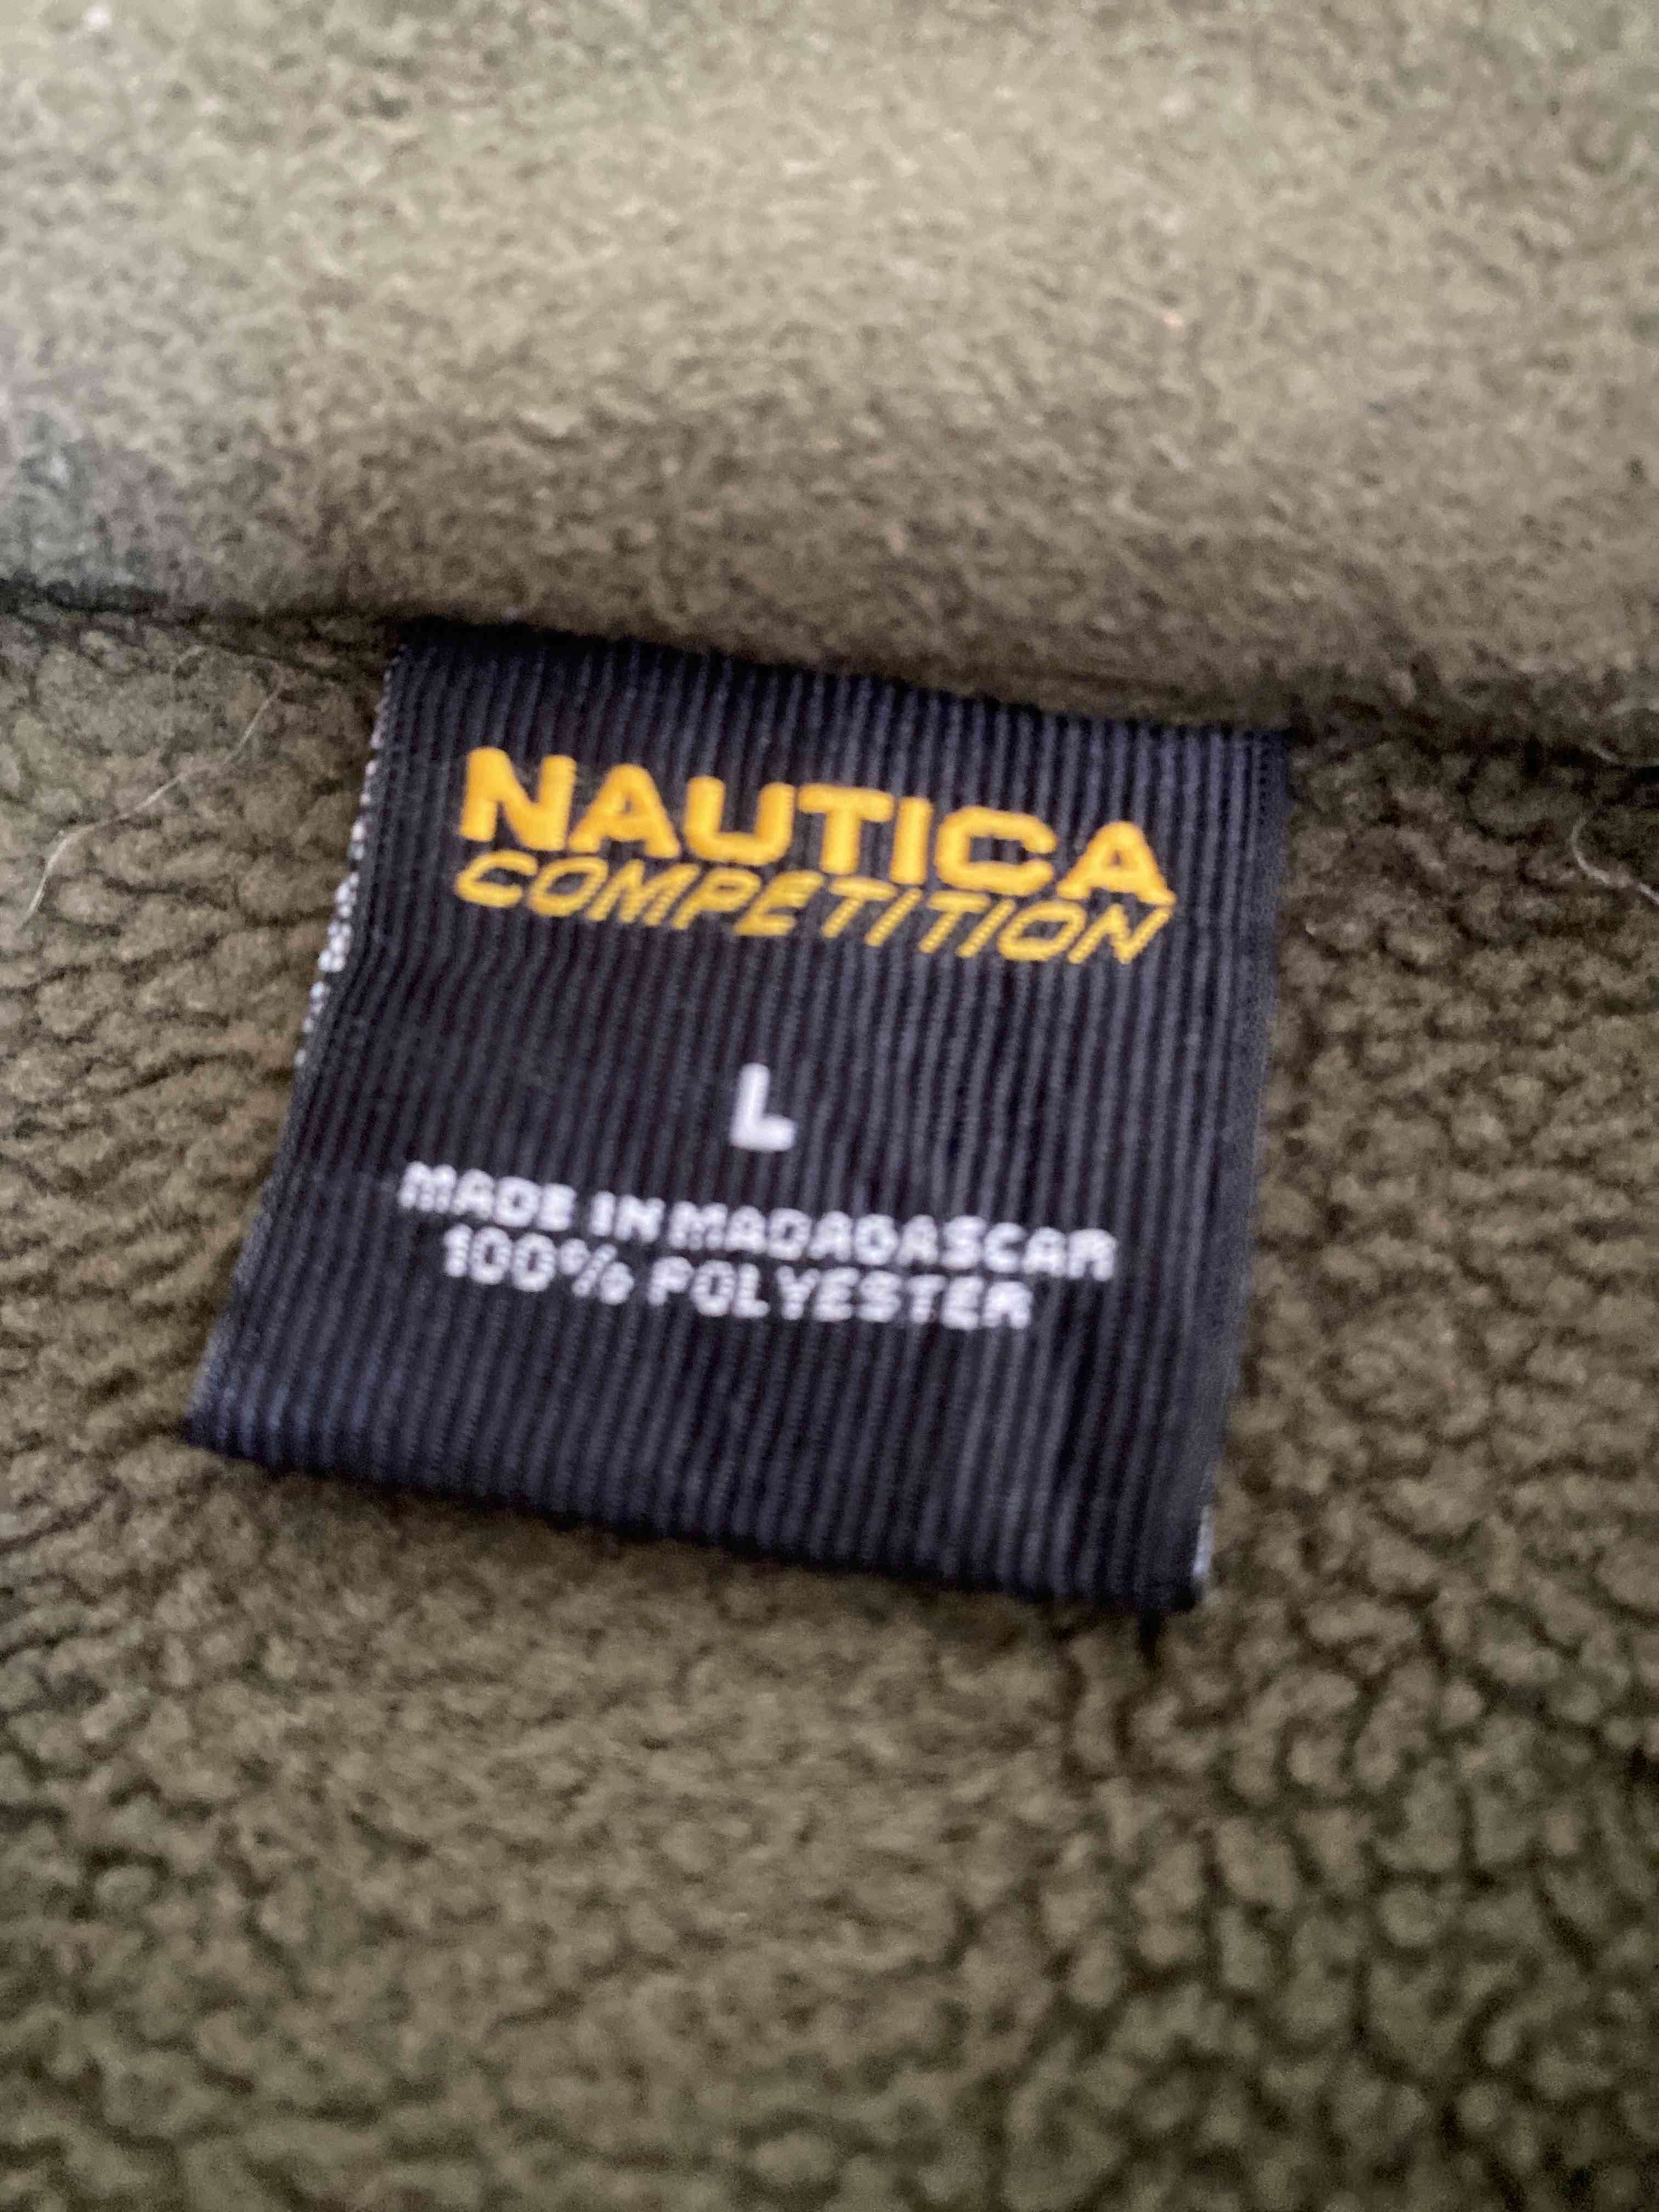 NAUTICA
COMPETITION
L
MADE IN MADAGASCAR
100% POLYESTER